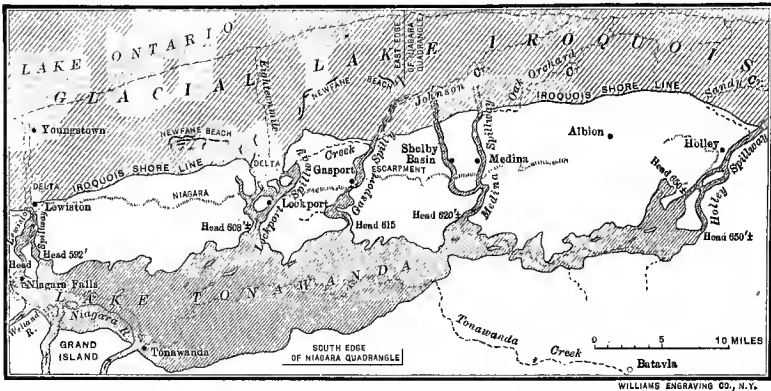 LAKE ONTARIO
GLACIAL LAKE IROQUOIS
EAST EDGE
OF NIAGARA
QUADRANGLE
Eighteenmile
Cr.
NEWFANE BEACH
Johnson Cr.
Oak Orchard
Cr.
Sandy Cr.
IROQUOIS SHORE LINE
Youngstown
NEWFANE BEACH
IROQUOIS SHORE LINE
DELTA
DELTA
Creek
Gasport
Gasport Spillway
ESCARPMENT
Shelby
Basin
Medina
Medina Spillway
Albion
Holley
Holley Spillway
NIAGARA
Lewiston
Lewiston Spillway
Lockport
Lockport Spillway
Head 592'
Head
Head 608'±
Head 615
Head 620'±
Head 650'±
Head 650'±
Niagara Falls
LAKE TONAWANDA
Niagara R.
Welland
R.
GRAND
ISLAND
Tonawanda
SOUTH EDGE
OF NIAGARA QUADRANGLE
Tonawanda
Creek
Batavia
0 5 10 MILES
WILLIAMS ENGRAVING CO., N.Y.